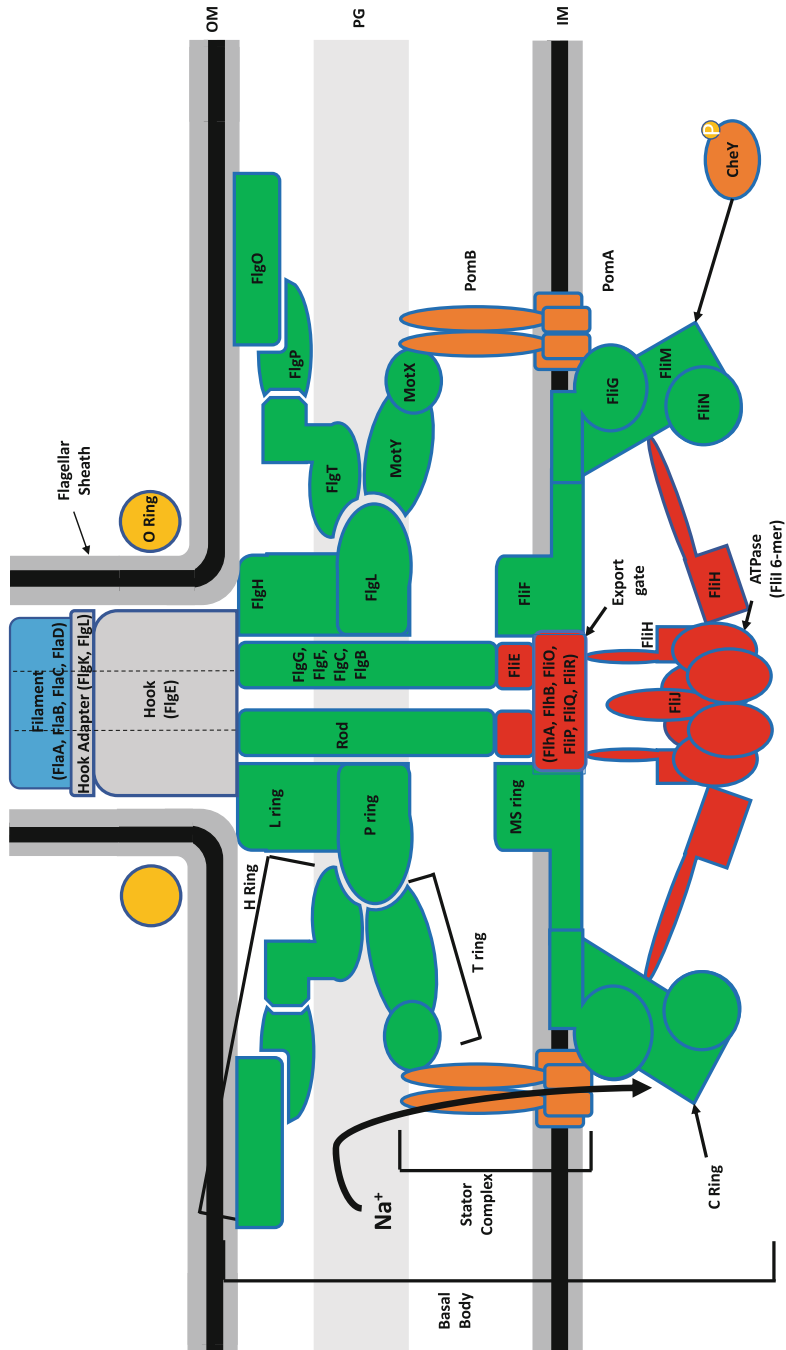 OM
PG
IM
Flagellar
Sheath
O Ring
Filament
(FlaA, FlaB, FlaC, FlaD)
Hook Adapter (FlgK, FlgL)
Hook
(FlgE)
FlgO
FlgP
FlgT
FlgH
FlgL
MotY
MotX
PomB
PomA
CheY
P
FlgG,
FlgF,
FlgC,
FlgB
Rod
L ring
P ring
H Ring
T ring
FliE
FliF
MS ring
Export
gate
(FlhA, FlhB, FliO,
FliP, FliQ, FliR)
FliG
FliM
FliN
FliH
FliH
FliJ
ATPase
(FliI 6-mer)
Na+
Stator
Complex
C Ring
Basal
Body